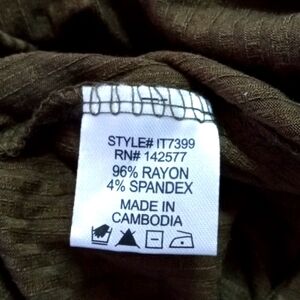 STYLE# IT7399
RN# 142577
96% RAYON
4% SPANDEX
MADE IN
CAMBODIA